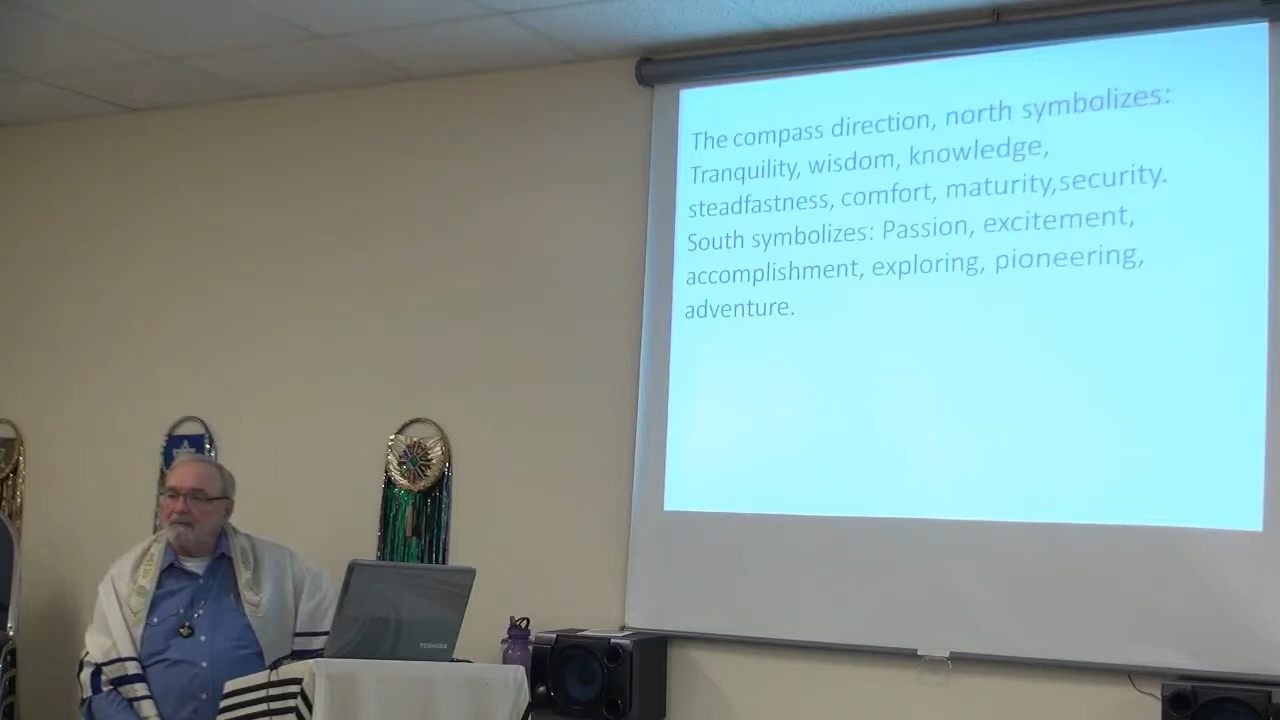 The compass direction, north symbolizes:
Tranquility, wisdom, knowledge,
steadfastness, comfort, maturity,security.
South symbolizes: Passion, excitement,
accomplishment, exploring, pioneering,
adventure.
TOSHIBA